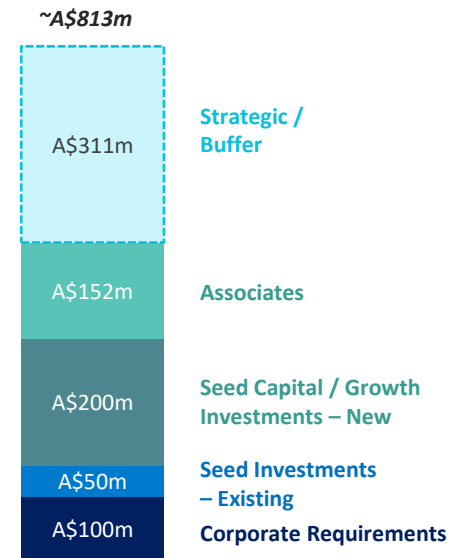 ~A$813m
A$311m
Strategic /
Buffer
A$152m
Associates
A$200m
Seed Capital / Growth
Investments – New
A$50m
Seed Investments
– Existing
A$100m
Corporate Requirements